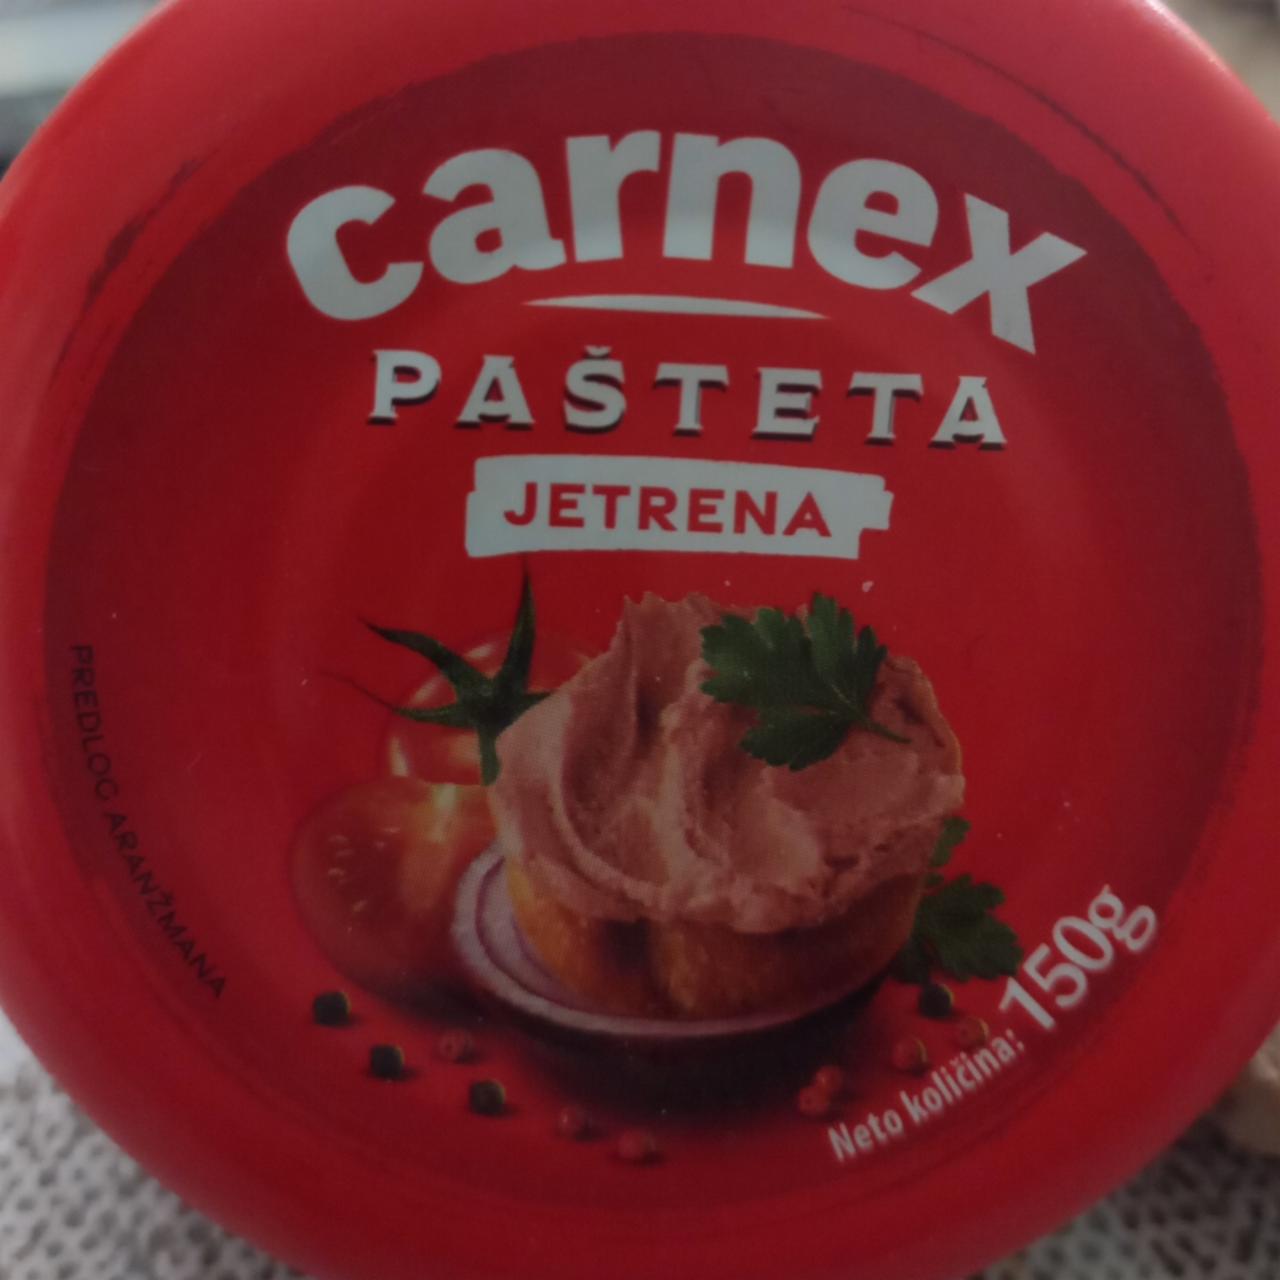 carnex
PAŠTETA
JETRENA
PREDLOG ARANŽMANA
Neto količina: 150g